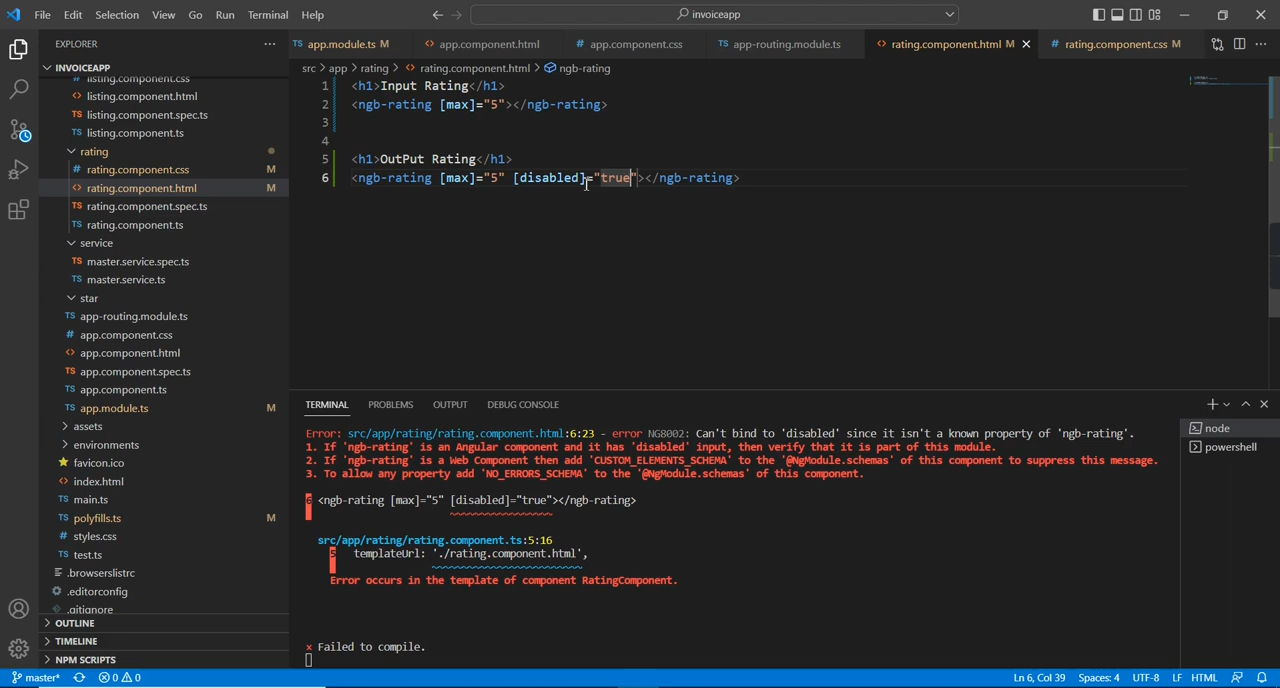 File Edit Selection View Go Run Terminal Help
invoiceapp
EXPLORER
INVOICEAPP
listing.component.css
listing.component.html
listing.component.spec.ts
listing.component.ts
rating
rating.component.css M
rating.component.html M
rating.component.spec.ts
rating.component.ts
service
master.service.spec.ts
master.service.ts
star
app-routing.module.ts
app.component.css
app.component.html
app.component.spec.ts
app.component.ts
app.module.ts M
assets
environments
favicon.ico
index.html
main.ts
polyfills.ts M
styles.css
test.ts
.browserslistrc
.editorconfig
.gitignore
OUTLINE
TIMELINE
NPM SCRIPTS
app.module.ts M app.component.html app.component.css app-routing.module.ts rating.component.html M rating.component.css M
src > app > rating > rating.component.html > ngb-rating
1 <h1>Input Rating</h1>
2 <ngb-rating [max]="5"></ngb-rating>
3
4
5 <h1>OutPut Rating</h1>
6 <ngb-rating [max]="5" [disabled]="true"></ngb-rating>
TERMINAL PROBLEMS OUTPUT DEBUG CONSOLE
Error: src/app/rating/rating.component.html:6:23 - error NG8002: Can't bind to 'disabled' since it isn't a known property of 'ngb-rating'.
1. If 'ngb-rating' is an Angular component and it has 'disabled' input, then verify that it is part of this module.
2. If 'ngb-rating' is a Web Component then add 'CUSTOM_ELEMENTS_SCHEMA' to the '@NgModule.schemas' of this component to suppress this message.
3. To allow any property add 'NO_ERRORS_SCHEMA' to the '@NgModule.schemas' of this component.
6 <ngb-rating [max]="5" [disabled]="true"></ngb-rating>
src/app/rating/rating.component.ts:5:16
5 templateUrl: './rating.component.html',
Error occurs in the template of component RatingComponent.
× Failed to compile.
node
powershell
master* 0 0 Ln 6, Col 39 Spaces: 4 UTF-8 LF HTML